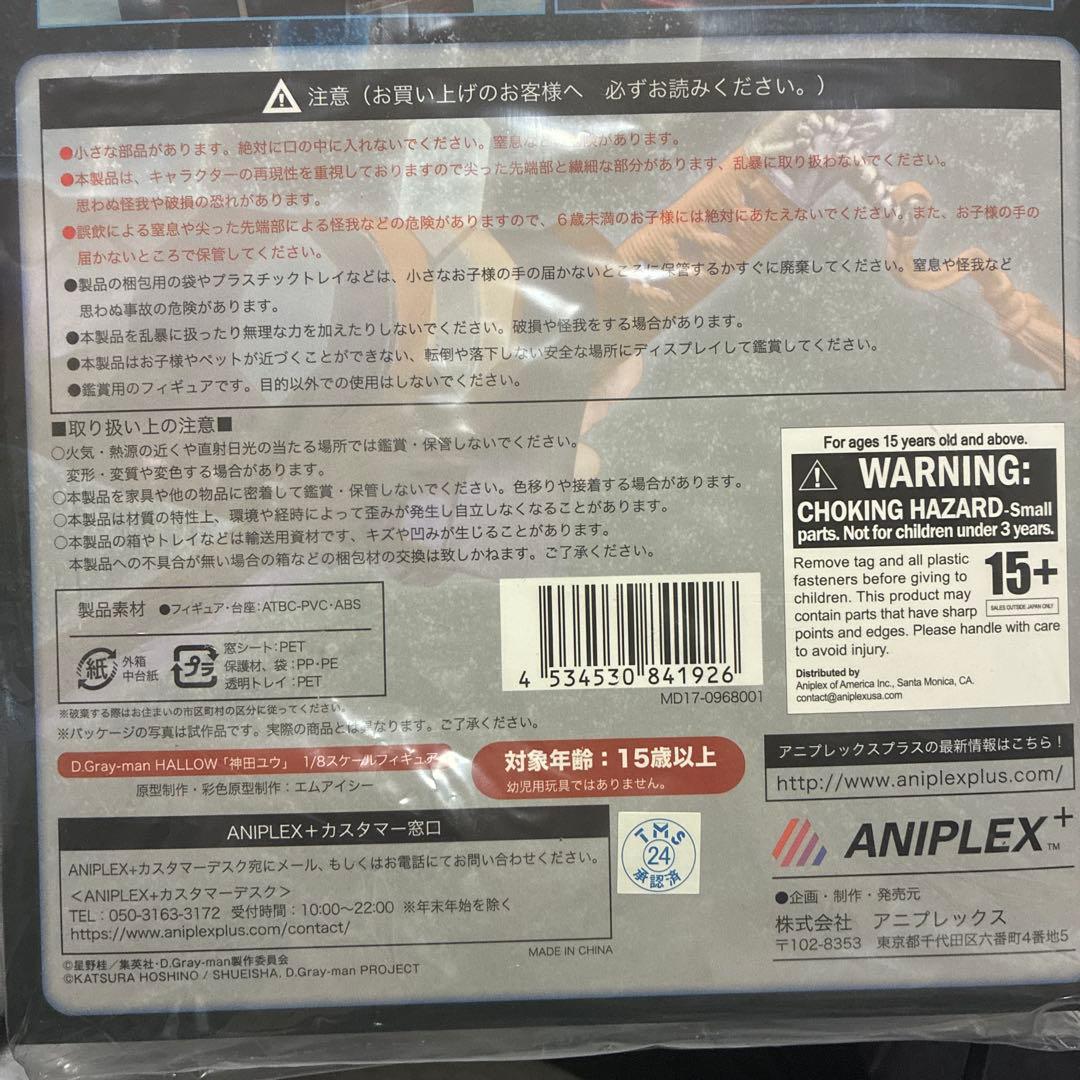 ⚠ 注意（お買い上げのお客様へ　必ずお読みください。）
●小さな部品があります。絶対に口の中に入れないでください。窒息などの危険があります。
●本製品は、キャラクターの再現性を重視しておりますので尖った先端部と繊細な部分があります、乱暴に取り扱わないでください。
思わぬ怪我や破損の恐れがあります。
●誤飲による窒息や尖った先端部による怪我などの危険がありますので、６歳未満のお子様には絶対にあたえないでください。また、お子様の手の
届かないところで保管してください。
●製品の梱包用の袋やプラスチックトレイなどは、小さなお子様の手の届かないところに保管するかすぐに廃棄してください。窒息や怪我など
思わぬ事故の危険があります。
●本製品を乱暴に扱ったり無理な力を加えたりしないでください。破損や怪我をする場合があります。
●本製品はお子様やペットが近づくことができない、転倒や落下しない安全な場所にディスプレイして鑑賞してください。
●鑑賞用のフィギュアです。目的以外での使用はしないでください。
■取り扱い上の注意■
○火気・熱源の近くや直射日光の当たる場所では鑑賞・保管しないでください。
変形・変質や変色する場合があります。
○本製品を家具や他の物品に密着して鑑賞・保管しないでください。色移りや接着する場合があります。
○本製品は材質の特性上、環境や経時によって歪みが発生し自立しなくなることがあります。
○本製品の箱やトレイなどは輸送用資材です、キズや凹みが生じることがあります。
本製品への不具合が無い場合の箱などの梱包材の交換は致しかねます。ご了承ください。
For ages 15 years old and above.
WARNING:
CHOKING HAZARD-Small
parts. Not for children under 3 years.
Remove tag and all plastic
fasteners before giving to
children. This product may
contain parts that have sharp
points and edges. Please handle with care
to avoid injury.
15+
SALES OUTSIDE JAPAN ONLY
Distributed by
Aniplex of America Inc., Santa Monica, CA.
contact@aniplexusa.com
製品素材 ●フィギュア・台座：ATBC-PVC・ABS
紙 外箱
中台紙
プラ 窓シート：PET
保護材、袋：PP・PE
透明トレイ：PET
4 534530 841926
MD17-0968001
※破棄する際はお住まいの市区町村の区分に従ってください。
※パッケージの写真は試作品です。実際の商品とは異なります。ご了承ください。
D.Gray-man HALLOW「神田ユウ」 1/8スケールフィギュア
原型制作・彩色原型制作：エムアイシー
対象年齢：15歳以上
幼児用玩具ではありません。
アニプレックスプラスの最新情報はこちら！
http://www.aniplexplus.com/
ANIPLEX+カスタマー窓口
ANIPLEX+カスタマーデスク宛にメール、もしくはお電話にてお問い合わせください。
＜ANIPLEX+カスタマーデスク＞
TEL：050-3163-3172 受付時間：10:00〜22:00 ※年末年始を除く
https://www.aniplexplus.com/contact/
TMS
24
承認済
ANIPLEX+ TM
●企画・制作・発売元
株式会社 アニプレックス
〒102-8353 東京都千代田区六番町4番地5
MADE IN CHINA
©星野桂／集英社・D.Gray-man製作委員会
©KATSURA HOSHINO / SHUEISHA, D.Gray-man PROJECT